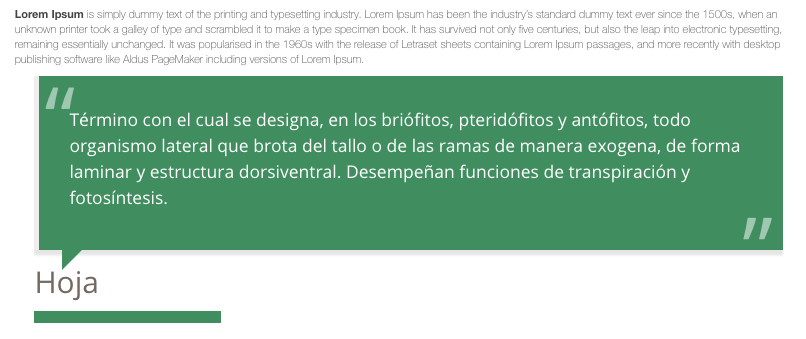 Lorem Ipsum is simply dummy text of the printing and typesetting industry. Lorem Ipsum has been the industry's standard dummy text ever since the 1500s, when an
unknown printer took a galley of type and scrambled it to make a type specimen book. It has survived not only five centuries, but also the leap into electronic typesetting,
remaining essentially unchanged. It was popularised in the 1960s with the release of Letraset sheets containing Lorem Ipsum passages, and more recently with desktop
publishing software like Aldus PageMaker including versions of Lorem Ipsum.
"
Término con el cual se designa, en los briófitos, pteridófitos y antófitos, todo
organismo lateral que brota del tallo o de las ramas de manera exogena, de forma
laminar y estructura dorsiventral. Desempeñan funciones de transpiración y
fotosíntesis.
"
Hoja